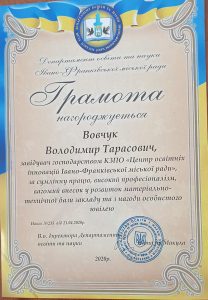 Департамент освіти та науки
Івано-Франківської міської ради
Грамота
нагороджується
Вовчук
Володимир Тарасович,
завідувач господарством КЗПО «Центр освітніх
інновацій Івано-Франківської міської ради»,
за сумлінну працю, високий професіоналізм,
вагомий внесок у розвиток матеріально-
технічної бази закладу та з нагоди особистого
ювілею
В.о. директора Департаменту
освіти та науки
2020р.